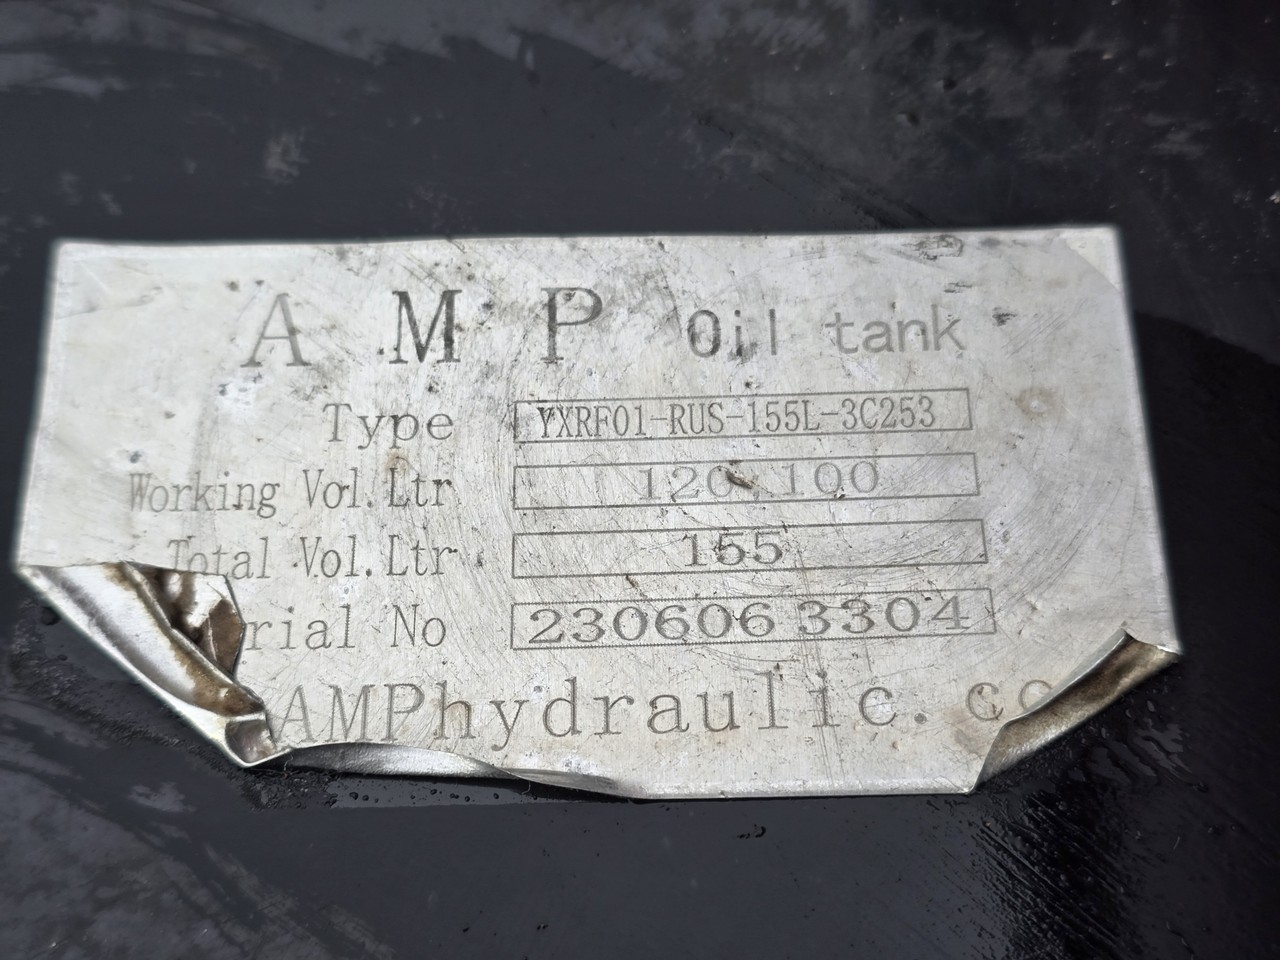 A M P Oil tank
Type YXRF01-RUS-155L-3C253
Working Vol.Ltr 120,100
Total Vol.Ltr 155
rial No 230606 3304
AMPhydraulic.co